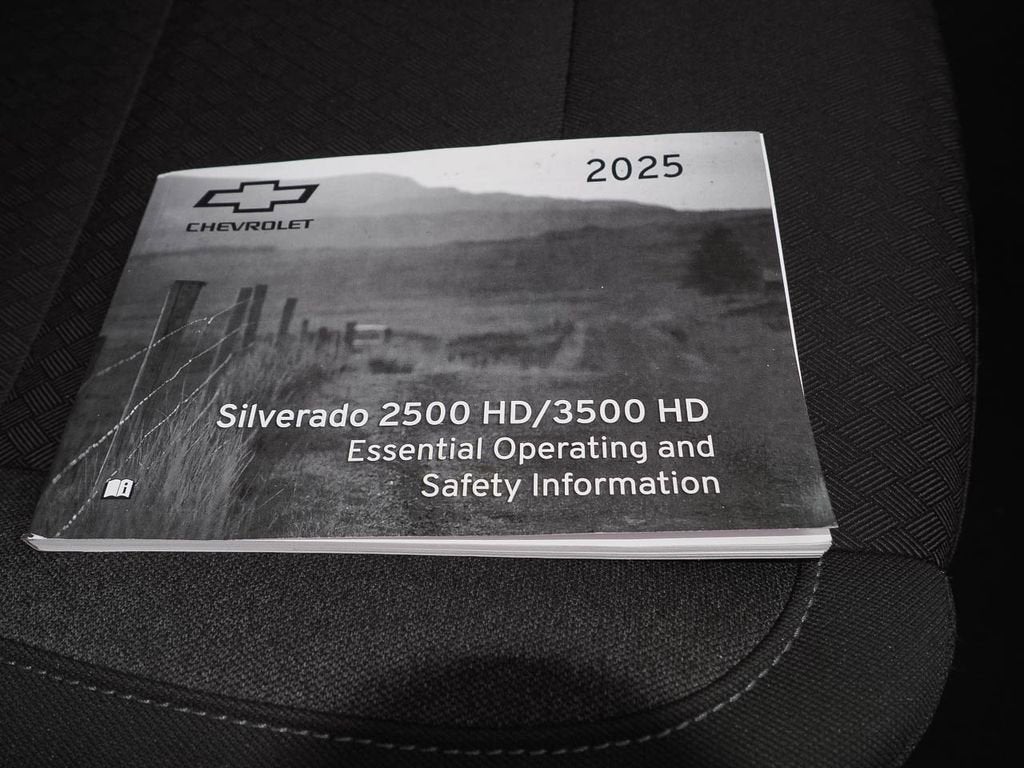 2025
CHEVROLET
Silverado 2500 HD/3500 HD
Essential Operating and
Safety Information